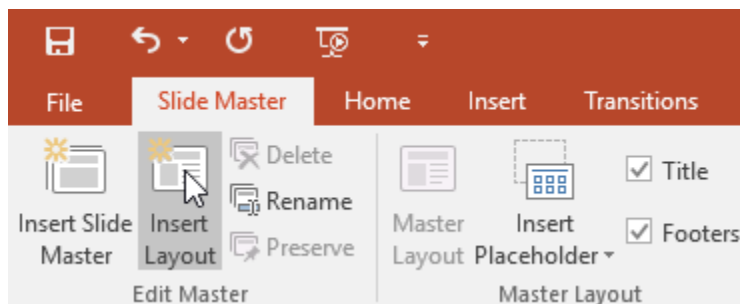 File Slide Master Home Insert Transitions
Insert Slide Master
Insert Layout
Delete
Rename
Preserve
Edit Master
Master Layout
Insert Placeholder
Title
Footers
Master Layout